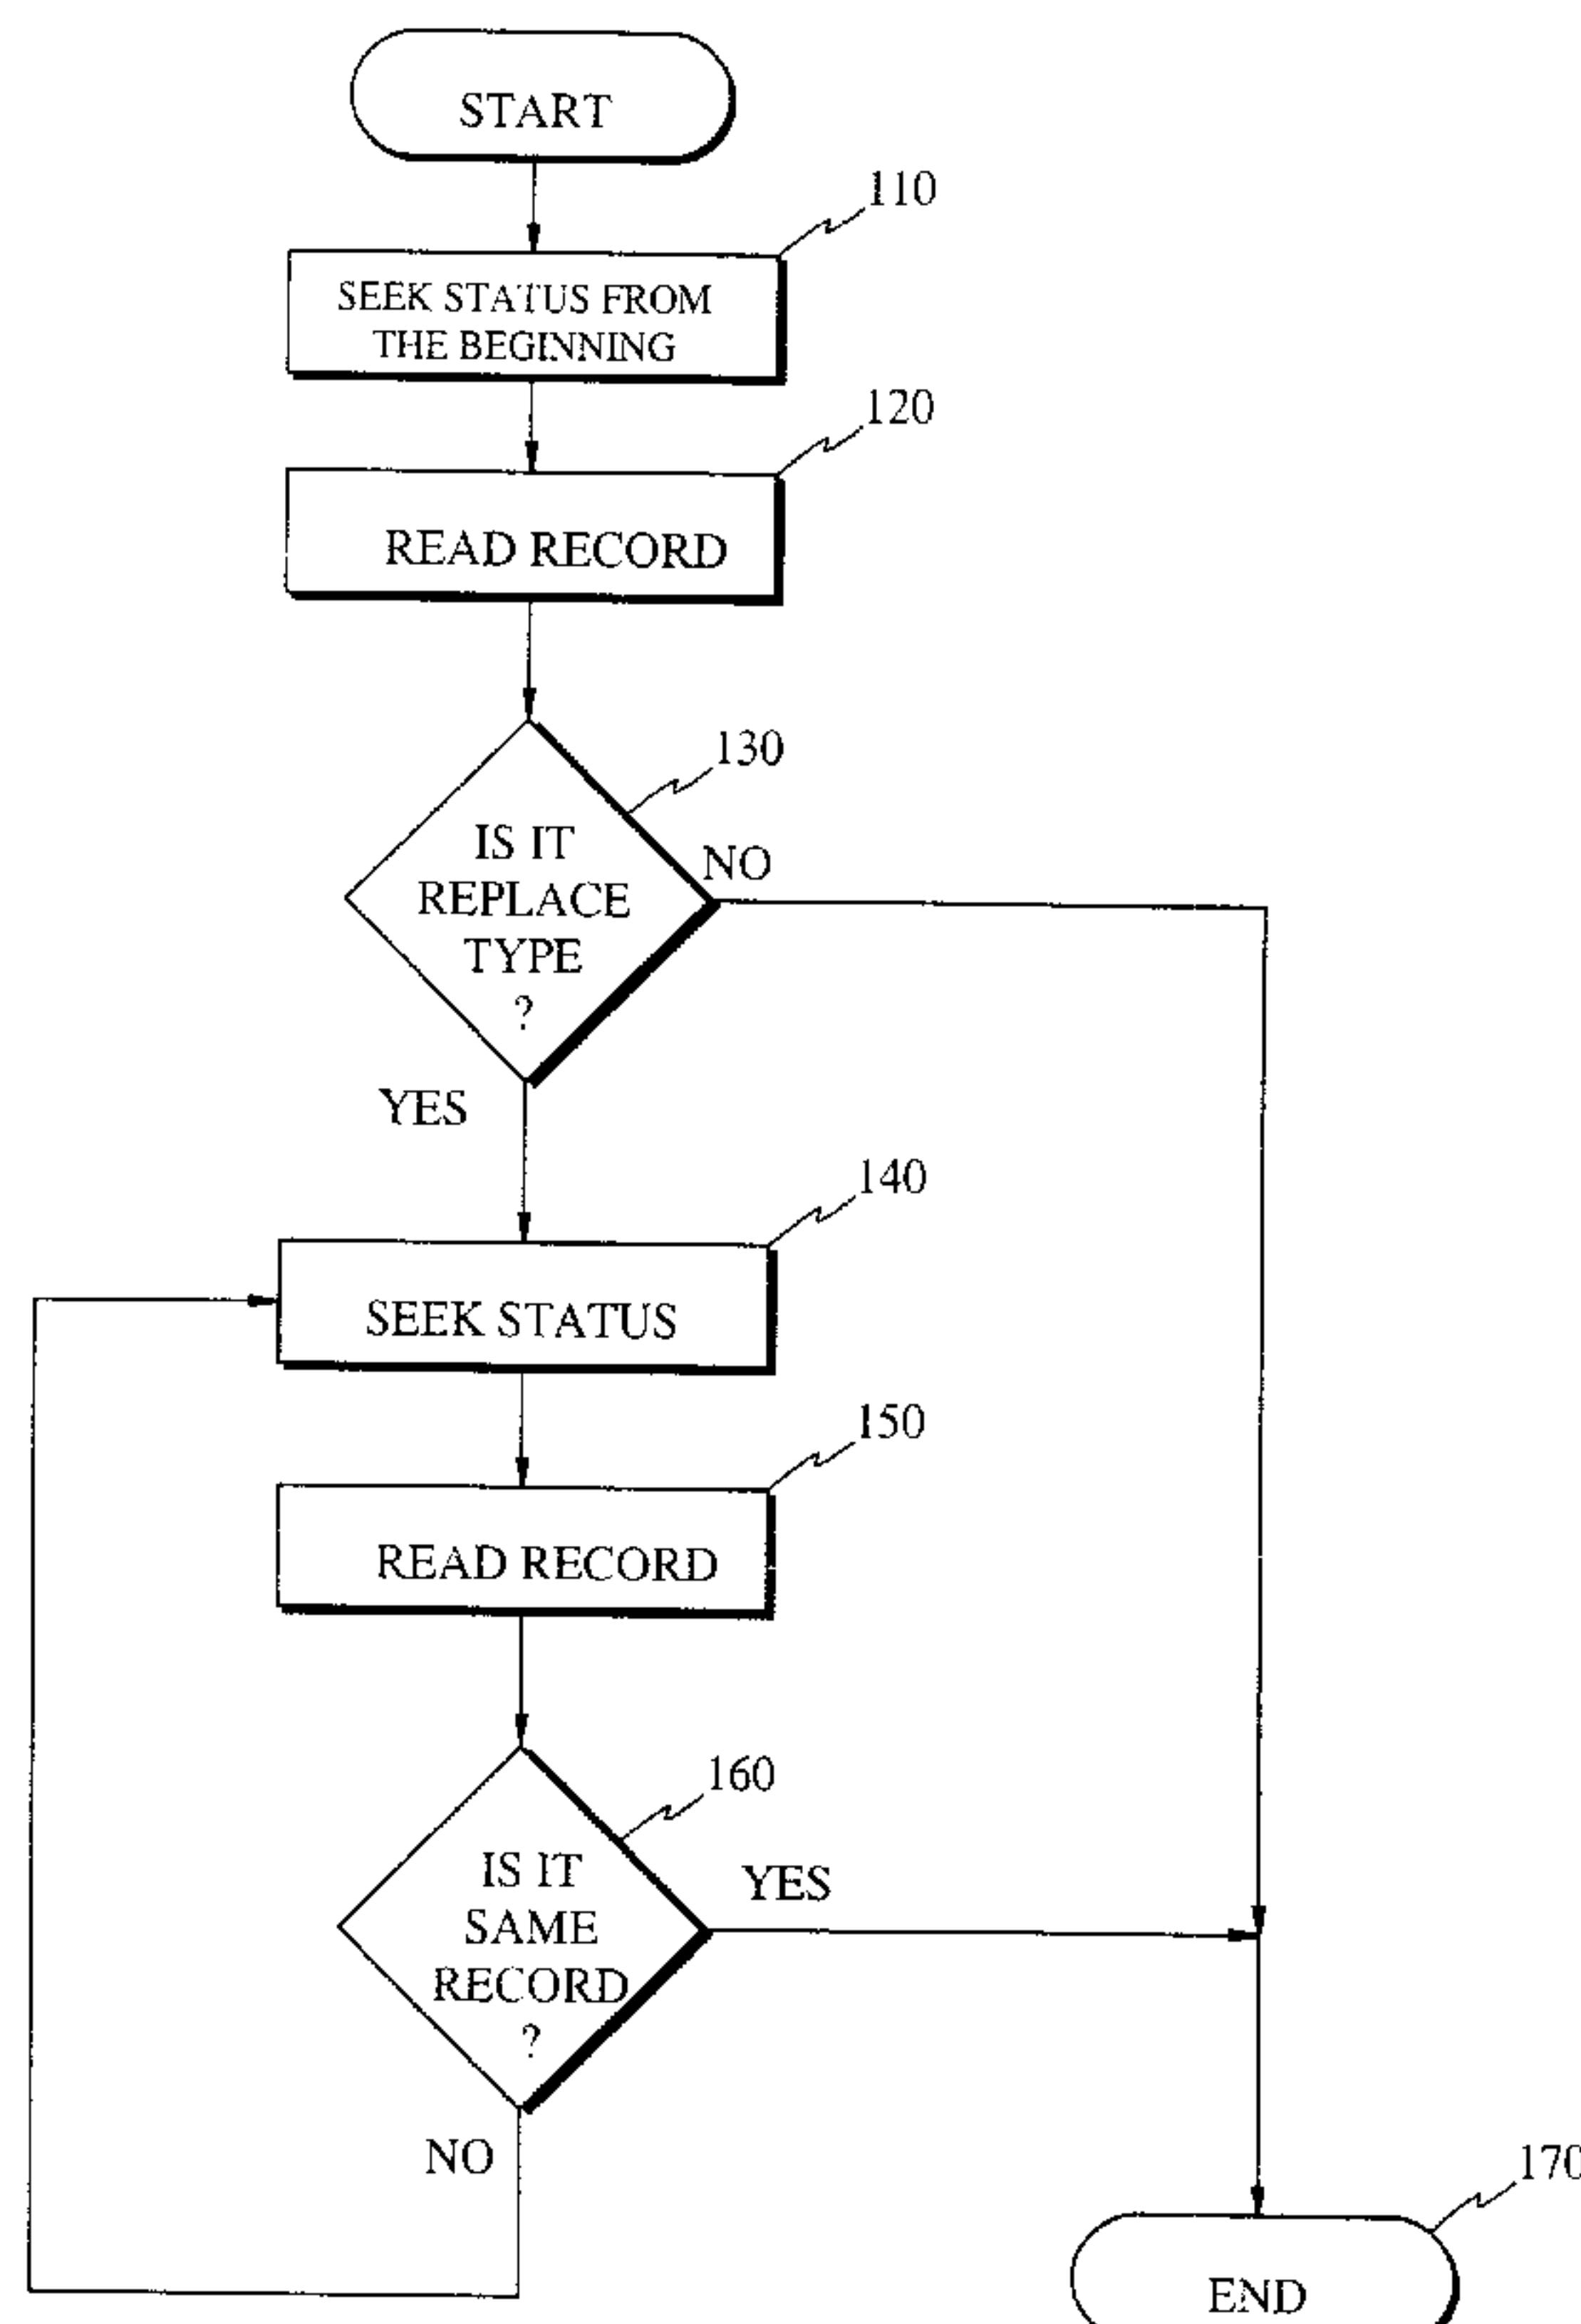 START
110
SEEK STATUS FROM
THE BEGINNING
120
READ RECORD
130
IS IT
REPLACE
TYPE
?
NO
YES
140
SEEK STATUS
150
READ RECORD
160
IS IT
SAME
RECORD
?
YES
NO
170
END